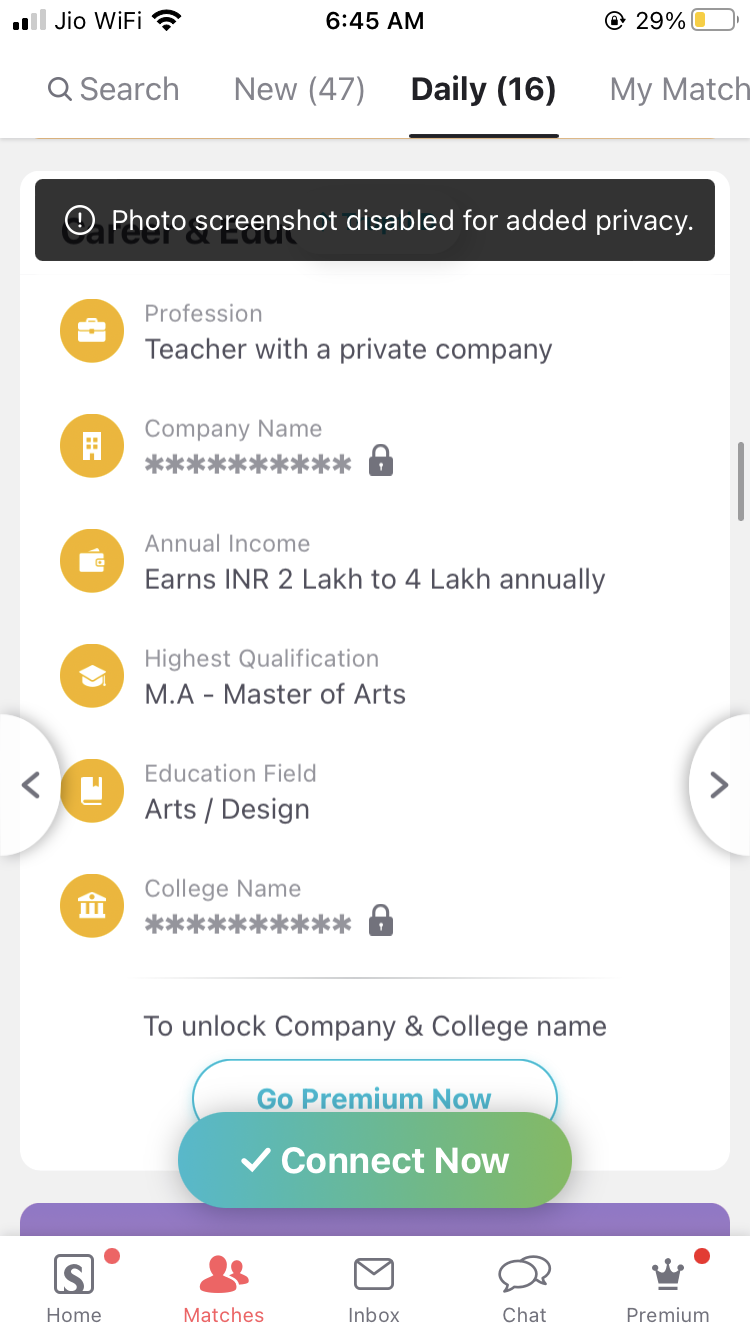 Jio WiFi 6:45 AM 29%
Search New (47) Daily (16) My Match
Photo screenshot disabled for added privacy.
Career & Edu
Profession
Teacher with a private company
Company Name
**********
Annual Income
Earns INR 2 Lakh to 4 Lakh annually
Highest Qualification
M.A - Master of Arts
Education Field
Arts / Design
College Name
**********
To unlock Company & College name
Go Premium Now
Connect Now
Home Matches Inbox Chat Premium